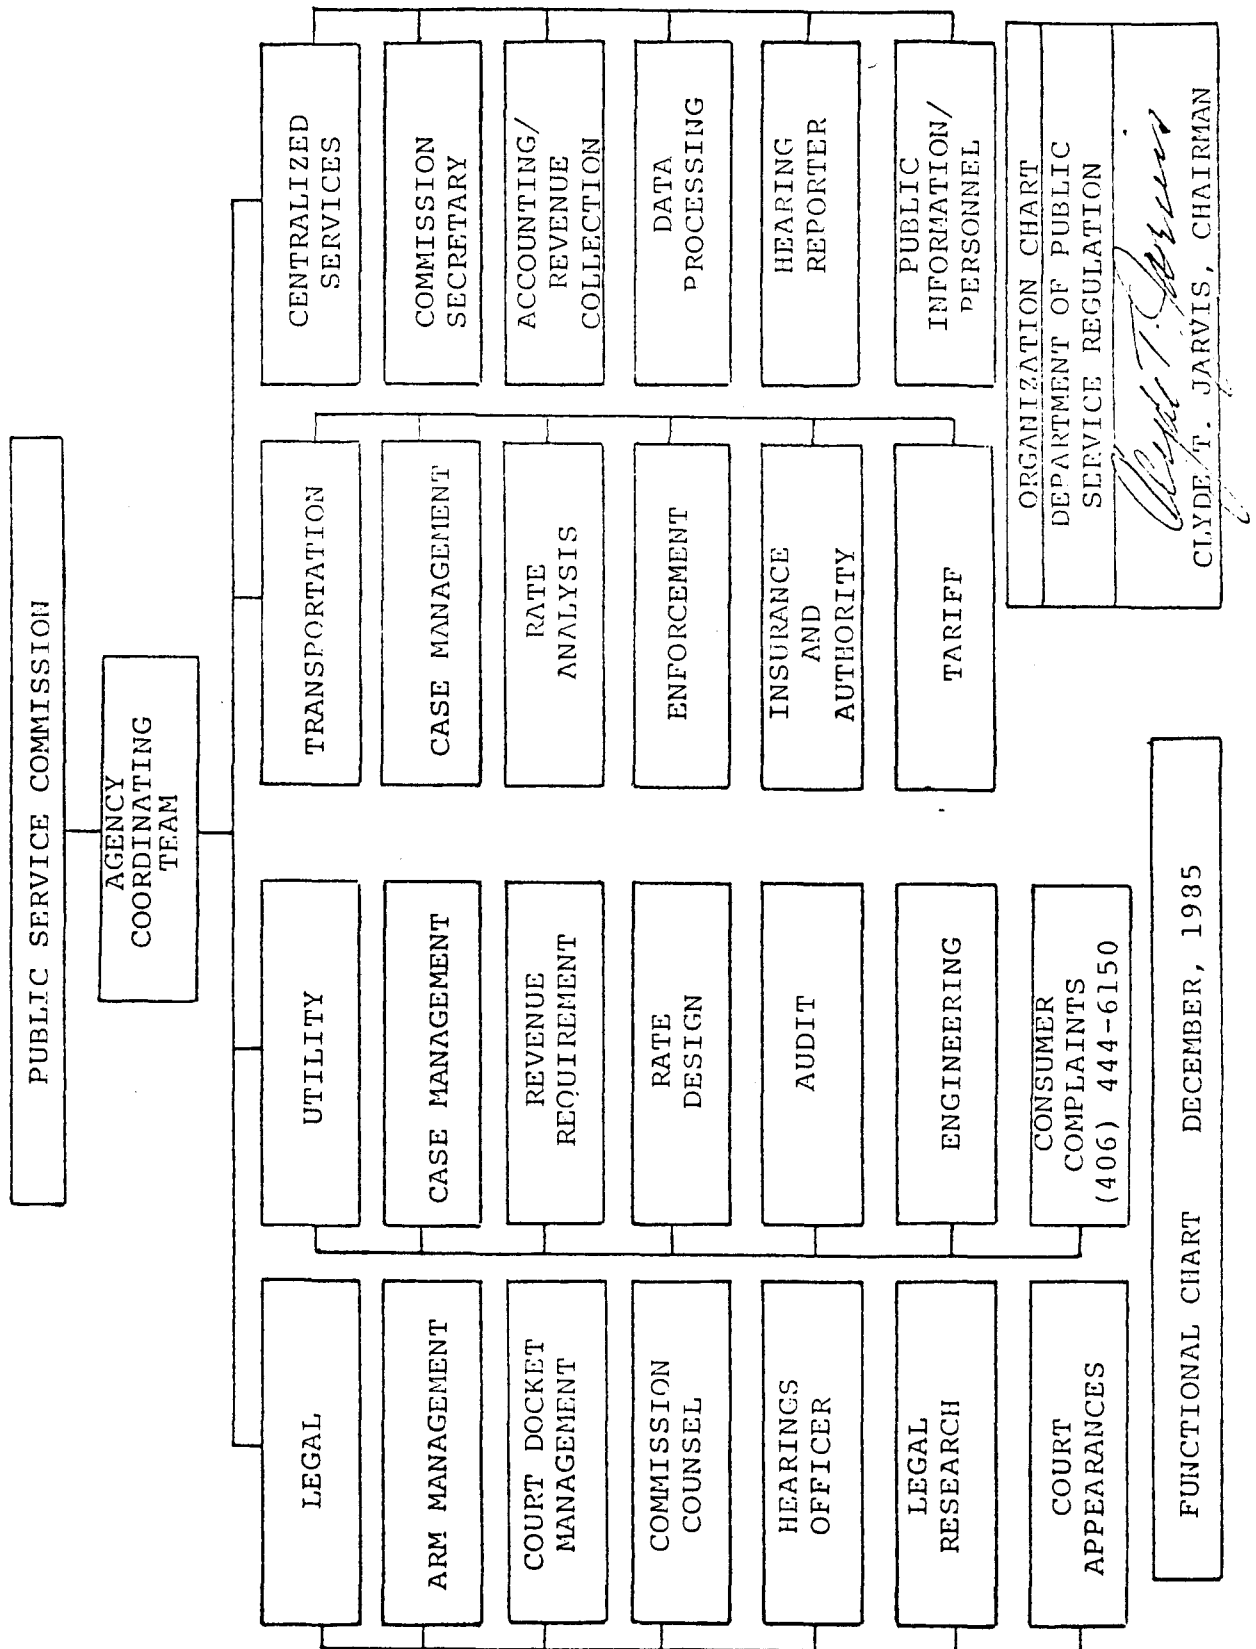 PUBLIC SERVICE COMMISSION
AGENCY
COORDINATING
TEAM
LEGAL
ARM MANAGEMENT
COURT DOCKET
MANAGEMENT
COMMISSION
COUNSEL
HEARINGS
OFFICER
LEGAL
RESEARCH
COURT
APPEARANCES
UTILITY
CASE MANAGEMENT
REVENUE
REQUIREMENT
RATE
DESIGN
AUDIT
ENGINEERING
CONSUMER
COMPLAINTS
(406) 444-6150
TRANSPORTATION
CASE MANAGEMENT
RATE
ANALYSIS
ENFORCEMENT
INSURANCE
AND
AUTHORITY
TARIFF
CENTRALIZED
SERVICES
COMMISSION
SECRETARY
ACCOUNTING/
REVENUE
COLLECTION
DATA
PROCESSING
HEARING
REPORTER
PUBLIC
INFORMATION/
PERSONNEL
FUNCTIONAL CHART DECEMBER, 1985
ORGANIZATION CHART
DEPARTMENT OF PUBLIC
SERVICE REGULATION
Clyde T. Jarvis
CLYDE T. JARVIS, CHAIRMAN